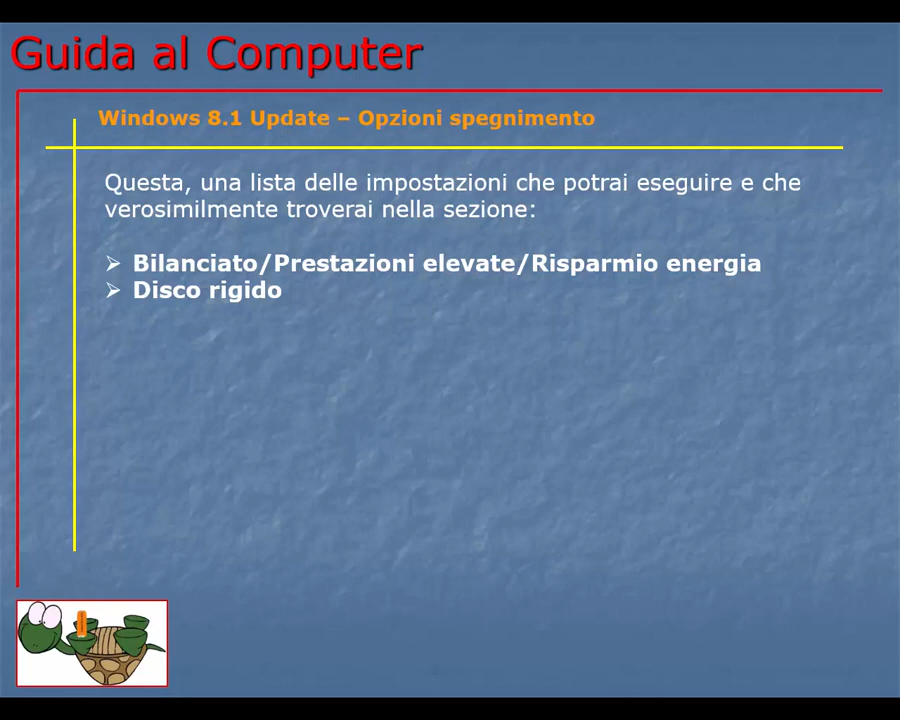 Guida al Computer
Windows 8.1 Update – Opzioni spegnimento
Questa, una lista delle impostazioni che potrai eseguire e che
verosimilmente troverai nella sezione:
➢ Bilanciato/Prestazioni elevate/Risparmio energia
➢ Disco rigido